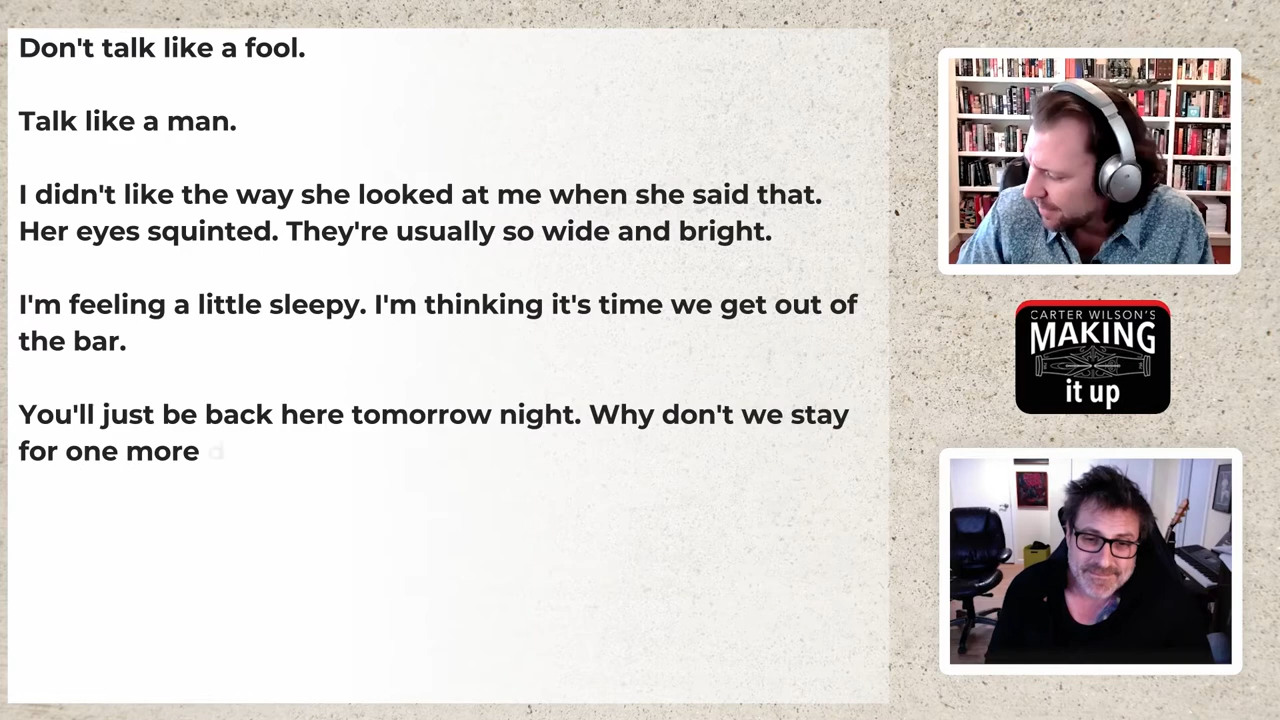 Don't talk like a fool.
Talk like a man.
I didn't like the way she looked at me when she said that.
Her eyes squinted. They're usually so wide and bright.
I'm feeling a little sleepy. I'm thinking it's time we get out of
the bar.
You'll just be back here tomorrow night. Why don't we stay
for one more d
CARTER WILSON'S
MAKING
it up